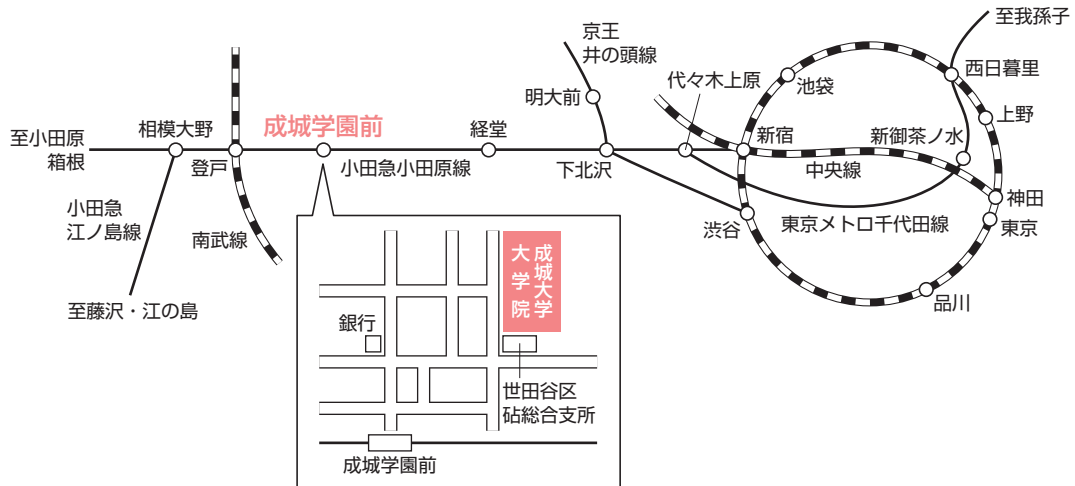 至我孫子
京王
井の頭線
代々木上原
西日暮里
池袋
明大前
上野
至小田原
箱根
相模大野
成城学園前
経堂
新宿
新御茶ノ水
登戸
小田急小田原線
下北沢
中央線
神田
小田急
江ノ島線
南武線
渋谷
東京メトロ千代田線
東京
至藤沢・江の島
品川
成城大学
大学院
銀行
世田谷区
砧総合支所
成城学園前